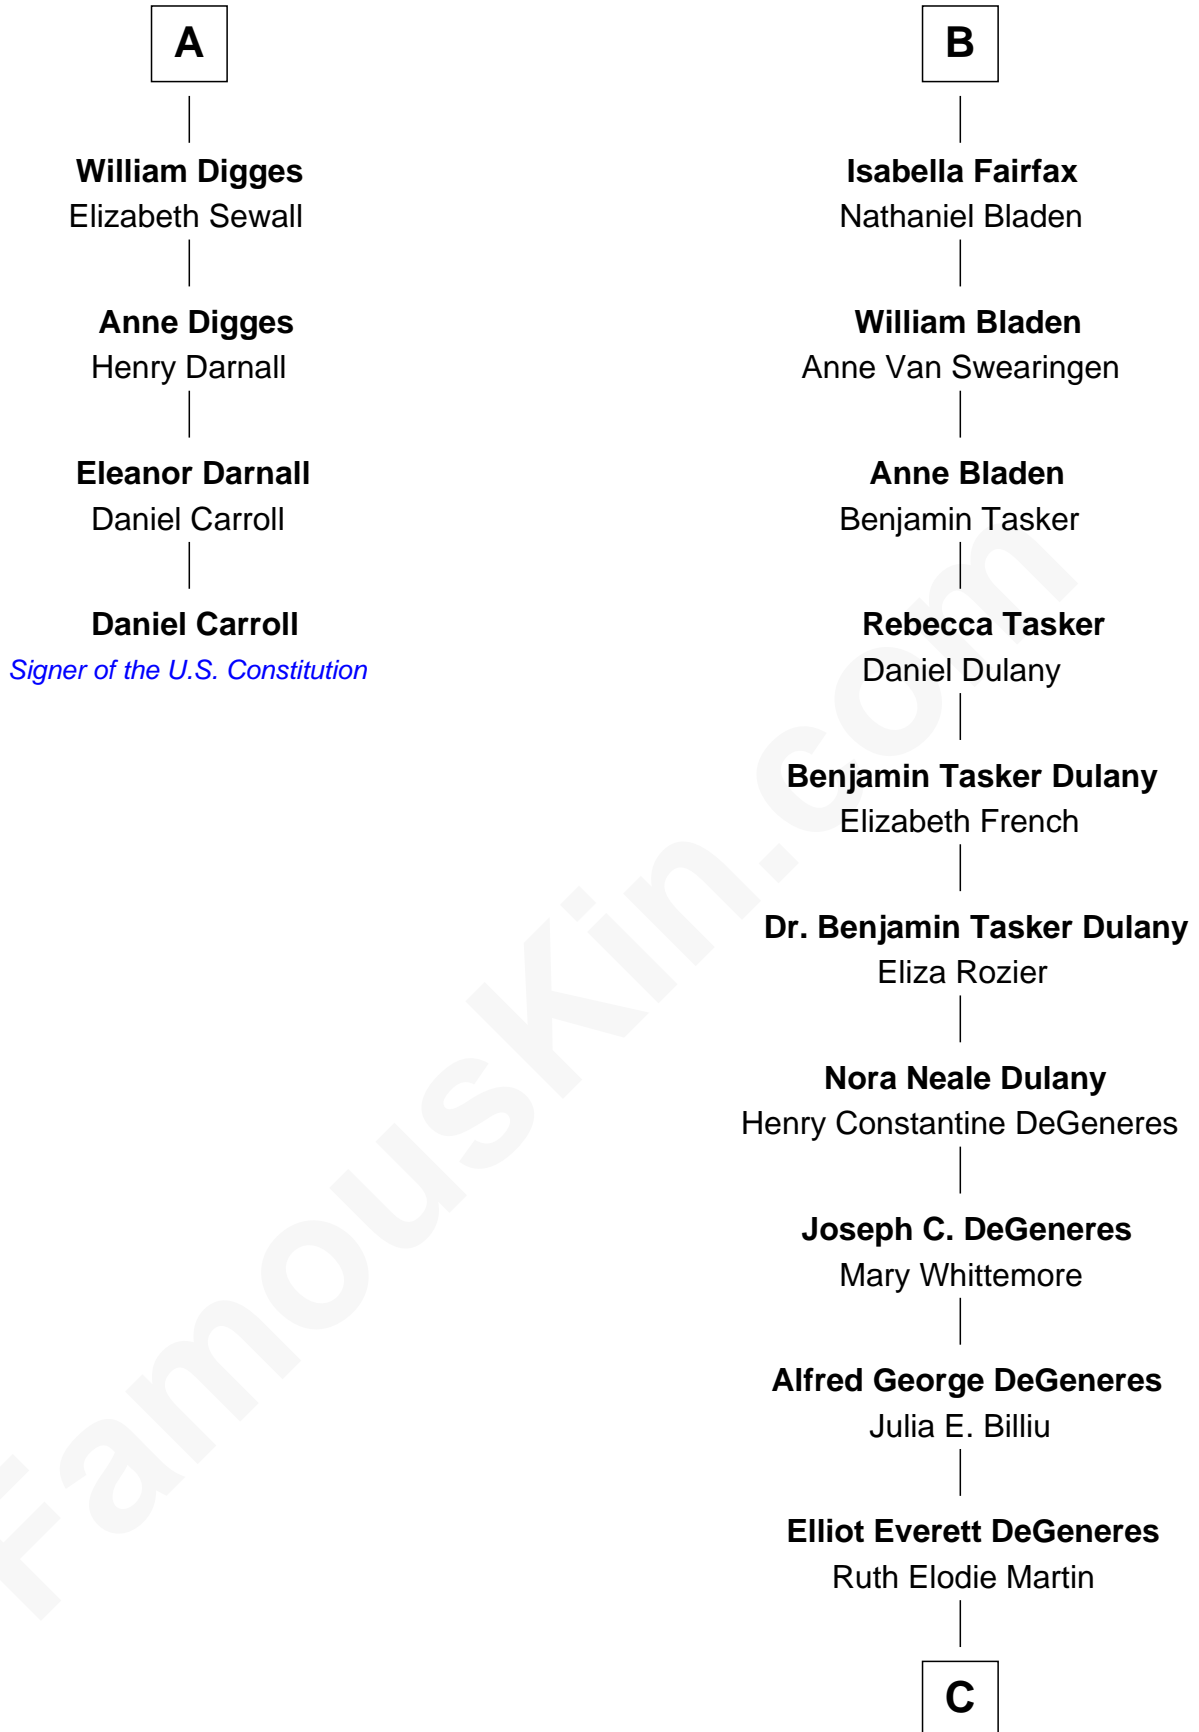 A
William Digges
Elizabeth Sewall
Anne Digges
Henry Darnall
Eleanor Darnall
Daniel Carroll
Daniel Carroll
Signer of the U.S. Constitution
B
Isabella Fairfax
Nathaniel Bladen
William Bladen
Anne Van Swearingen
Anne Bladen
Benjamin Tasker
Rebecca Tasker
Daniel Dulany
Benjamin Tasker Dulany
Elizabeth French
Dr. Benjamin Tasker Dulany
Eliza Rozier
Nora Neale Dulany
Henry Constantine DeGeneres
Joseph C. DeGeneres
Mary Whittemore
Alfred George DeGeneres
Julia E. Billiu
Elliot Everett DeGeneres
Ruth Elodie Martin
C
FamousKin.com